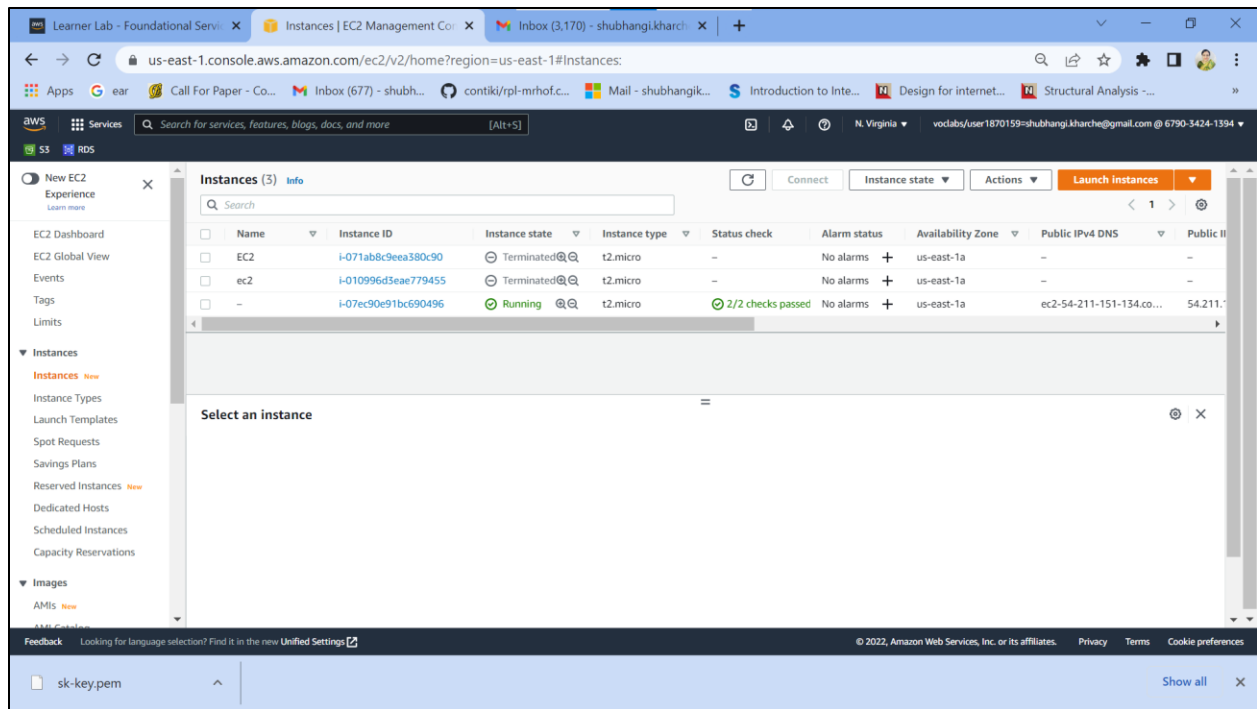 Learner Lab - Foundational Servic
Instances | EC2 Management Con
Inbox (3,170) - shubhangi.kharch
us-east-1.console.aws.amazon.com/ec2/v2/home?region=us-east-1#Instances:
Apps
ear
Call For Paper - Co...
Inbox (677) - shubh...
contiki/rpl-mrhof.c...
Mail - shubhangik...
Introduction to Inte...
Design for internet...
Structural Analysis -...
»
aws
Services
Search for services, features, blogs, docs, and more
[Alt+S]
N. Virginia
voclabs/user1870159=shubhangi.kharche@gmail.com @ 6790-3424-1394
S3
RDS
New EC2
Experience
Learn more
EC2 Dashboard
EC2 Global View
Events
Tags
Limits
Instances
Instances New
Instance Types
Launch Templates
Spot Requests
Savings Plans
Reserved Instances New
Dedicated Hosts
Scheduled Instances
Capacity Reservations
Images
AMIs New
AMI Catalog
Instances (3) Info
Connect
Instance state
Actions
Launch instances
Search
1
Name Instance ID Instance state Instance type Status check Alarm status Availability Zone Public IPv4 DNS Public II
EC2 i-071ab8c9eea380c90 Terminated t2.micro – No alarms + us-east-1a – –
ec2 i-010996d3eae779455 Terminated t2.micro – No alarms + us-east-1a – –
– i-07ec90e91bc690496 Running t2.micro 2/2 checks passed No alarms + us-east-1a ec2-54-211-151-134.co... 54.211.1
Select an instance
Feedback
Looking for language selection? Find it in the new Unified Settings
© 2022, Amazon Web Services, Inc. or its affiliates.
Privacy
Terms
Cookie preferences
sk-key.pem
Show all